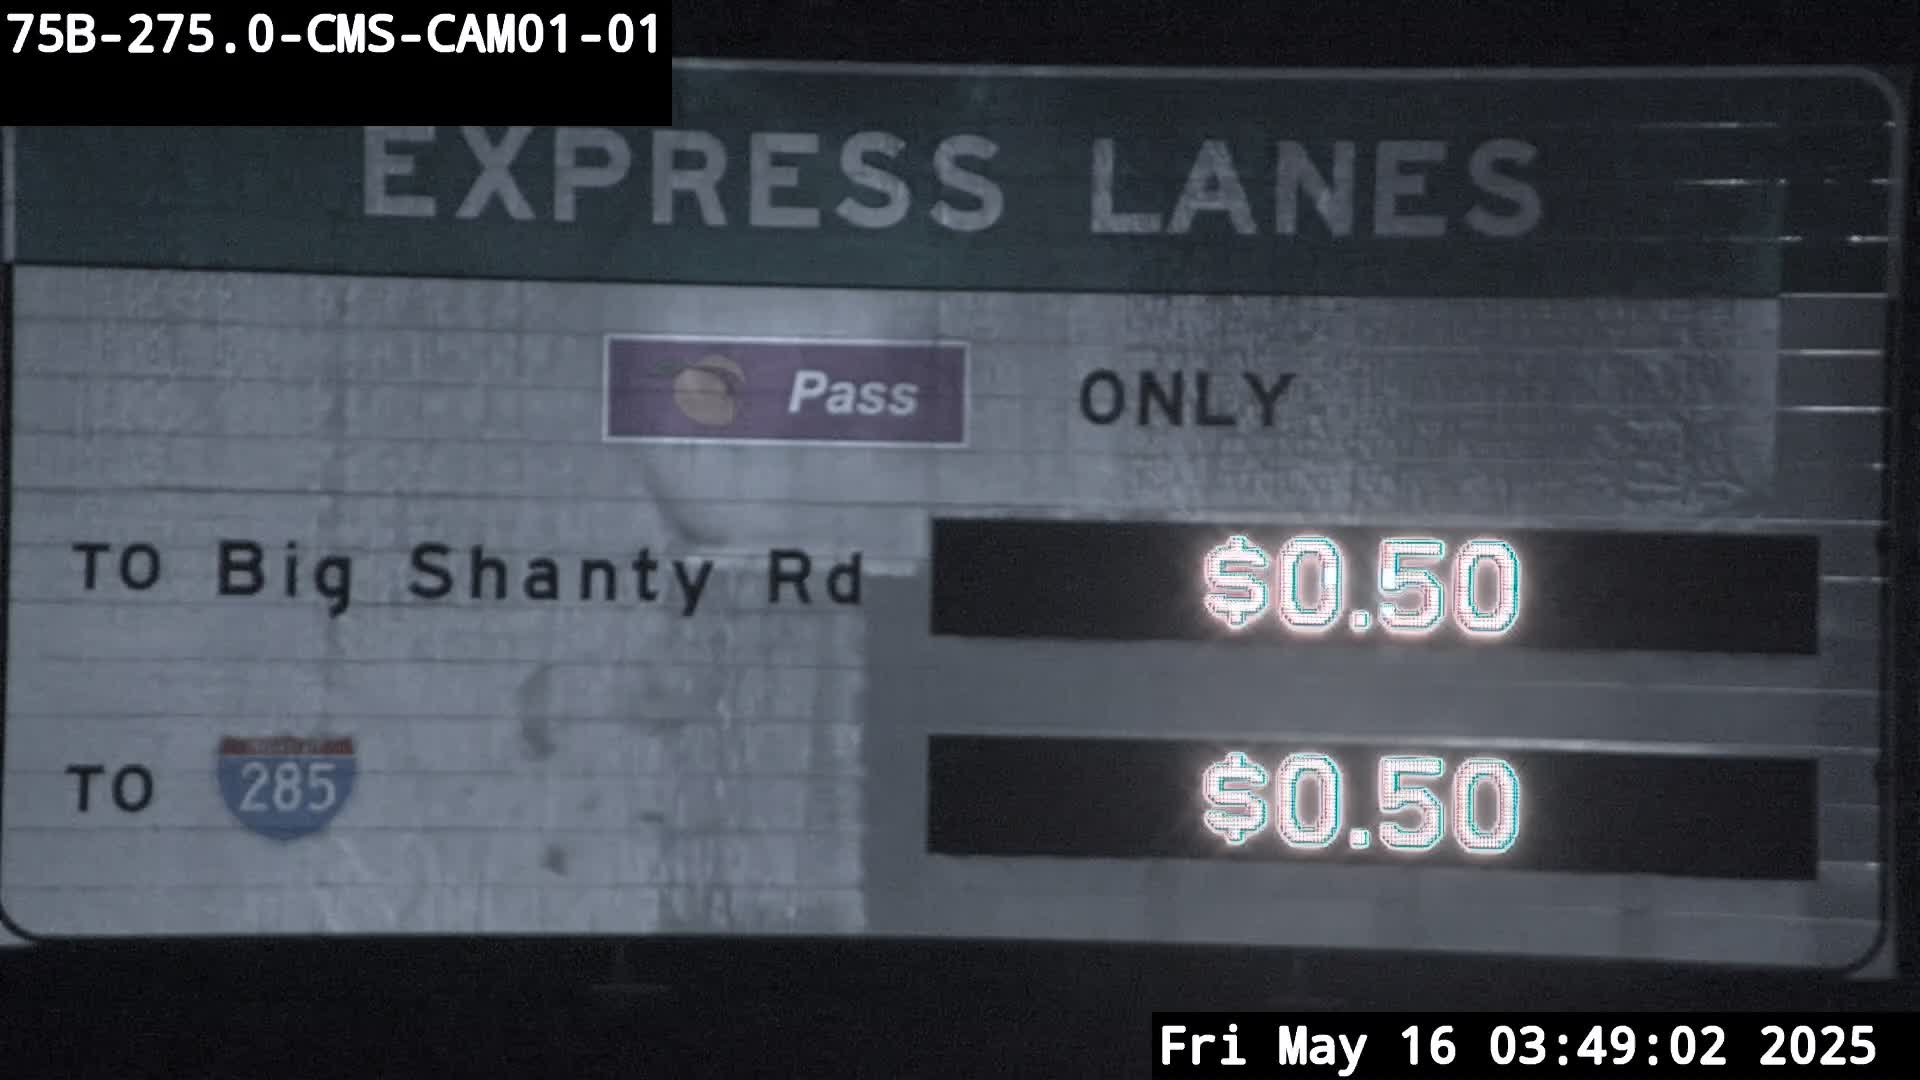 75B-275.0-CMS-CAM01-01
EXPRESS LANES
Pass ONLY
TO Big Shanty Rd $0.50
TO 285 $0.50
Fri May 16 03:49:02 2025